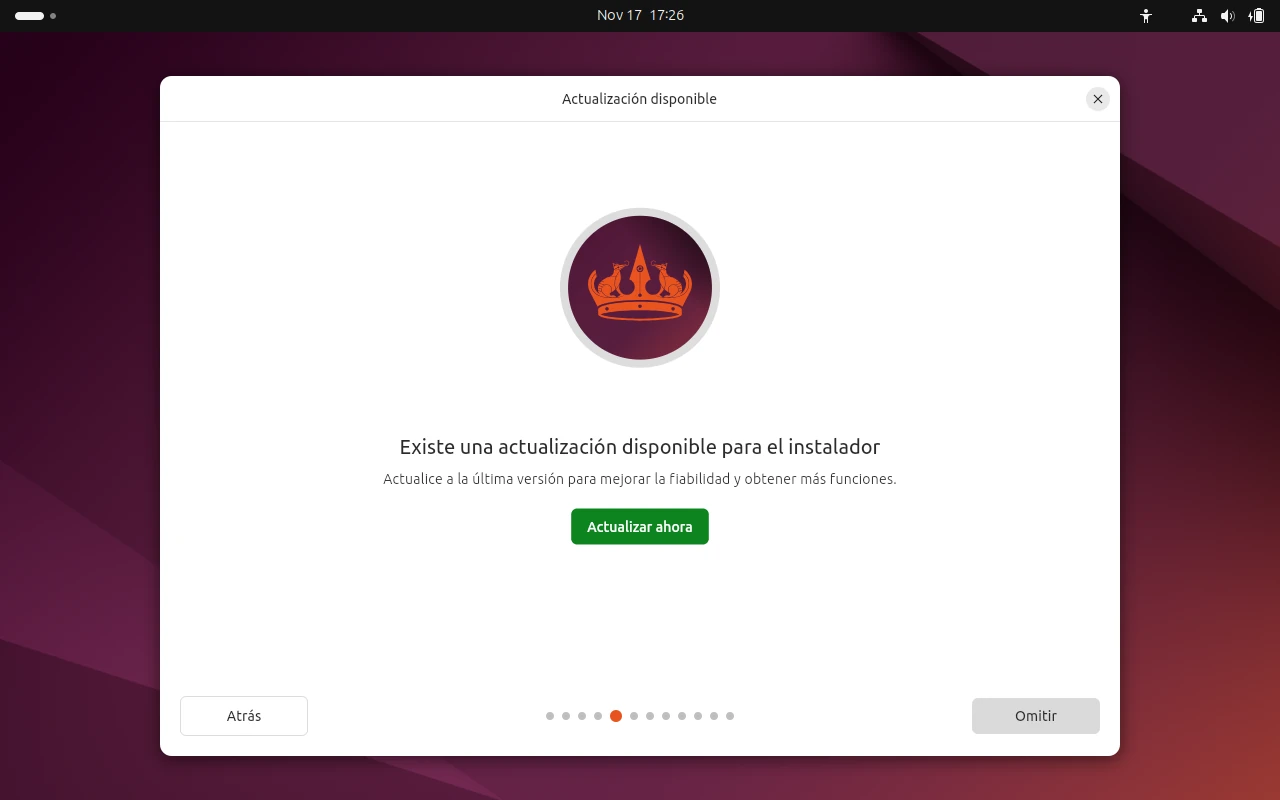 Nov 17 17:26
Actualización disponible
Existe una actualización disponible para el instalador
Actualice a la última versión para mejorar la fiabilidad y obtener más funciones.
Actualizar ahora
Atrás
Omitir